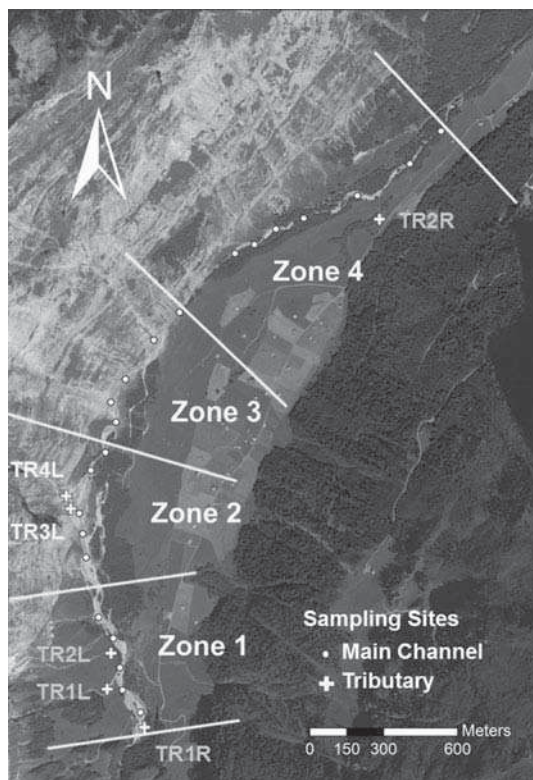 N
TR2R
Zone 4
Zone 3
TR4L
TR3L
Zone 2
Zone 1
TR2L
TR1L
TR1R
Sampling Sites
Main Channel
Tributary
Meters
0 150 300 600